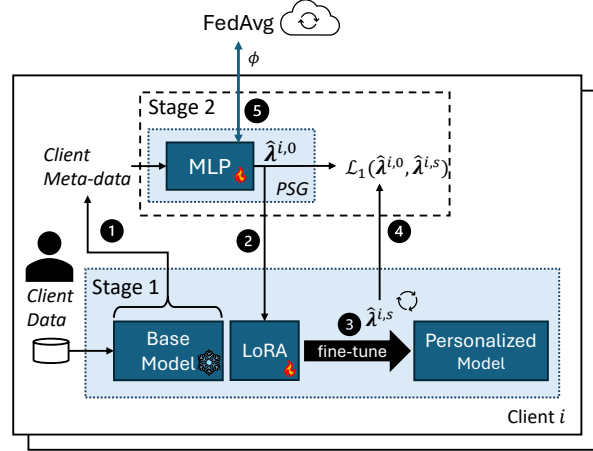 FedAvg
ϕ
Stage 2
5
MLP
λ̂^{i,0}
PSG
Client
Meta-data
ℒ₁(λ̂^{i,0}, λ̂^{i,s})
1
2
4
Client
Data
Stage 1
Base
Model
LoRA
3
λ̂^{i,s}
fine-tune
Personalized
Model
Client i